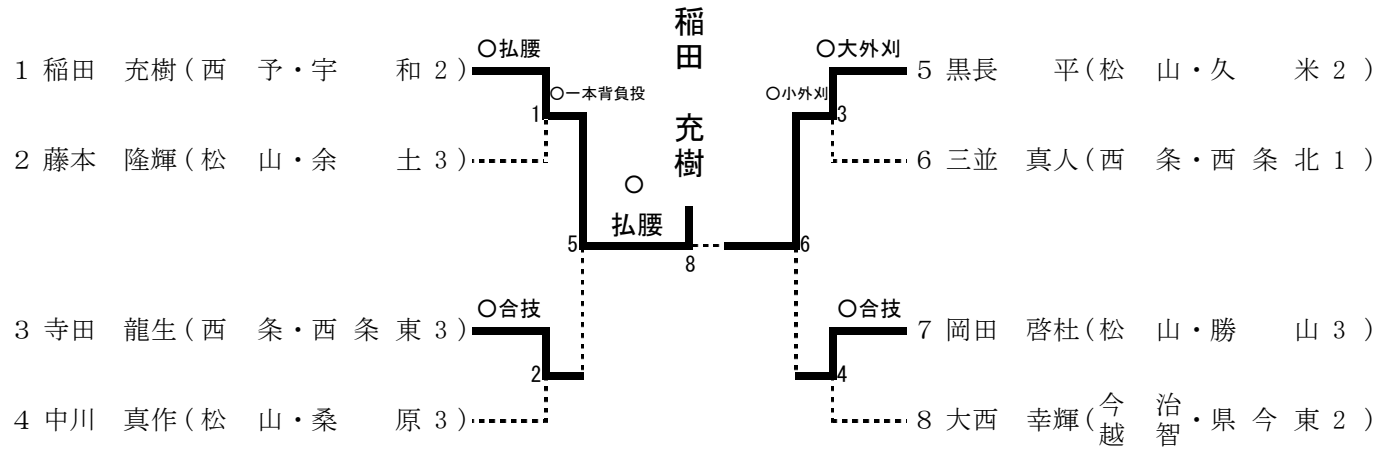 稲田　充樹
○払腰
○大外刈
1 稲田　充樹(西　予・宇　和 2)
5 黒長　平(松　山・久　米 2)
○一本背負投
○小外刈
1
3
2 藤本　隆輝(松　山・余　土 3)
6 三並　真人(西　条・西 条 北 1)
○
払腰
5
6
8
○合技
○合技
3 寺田　龍生(西　条・西 条 東 3)
7 岡田　啓杜(松　山・勝　山 3)
2
4
4 中川　真作(松　山・桑　原 3)
8 大西　幸輝(今　治
越　智・県 今 東 2)